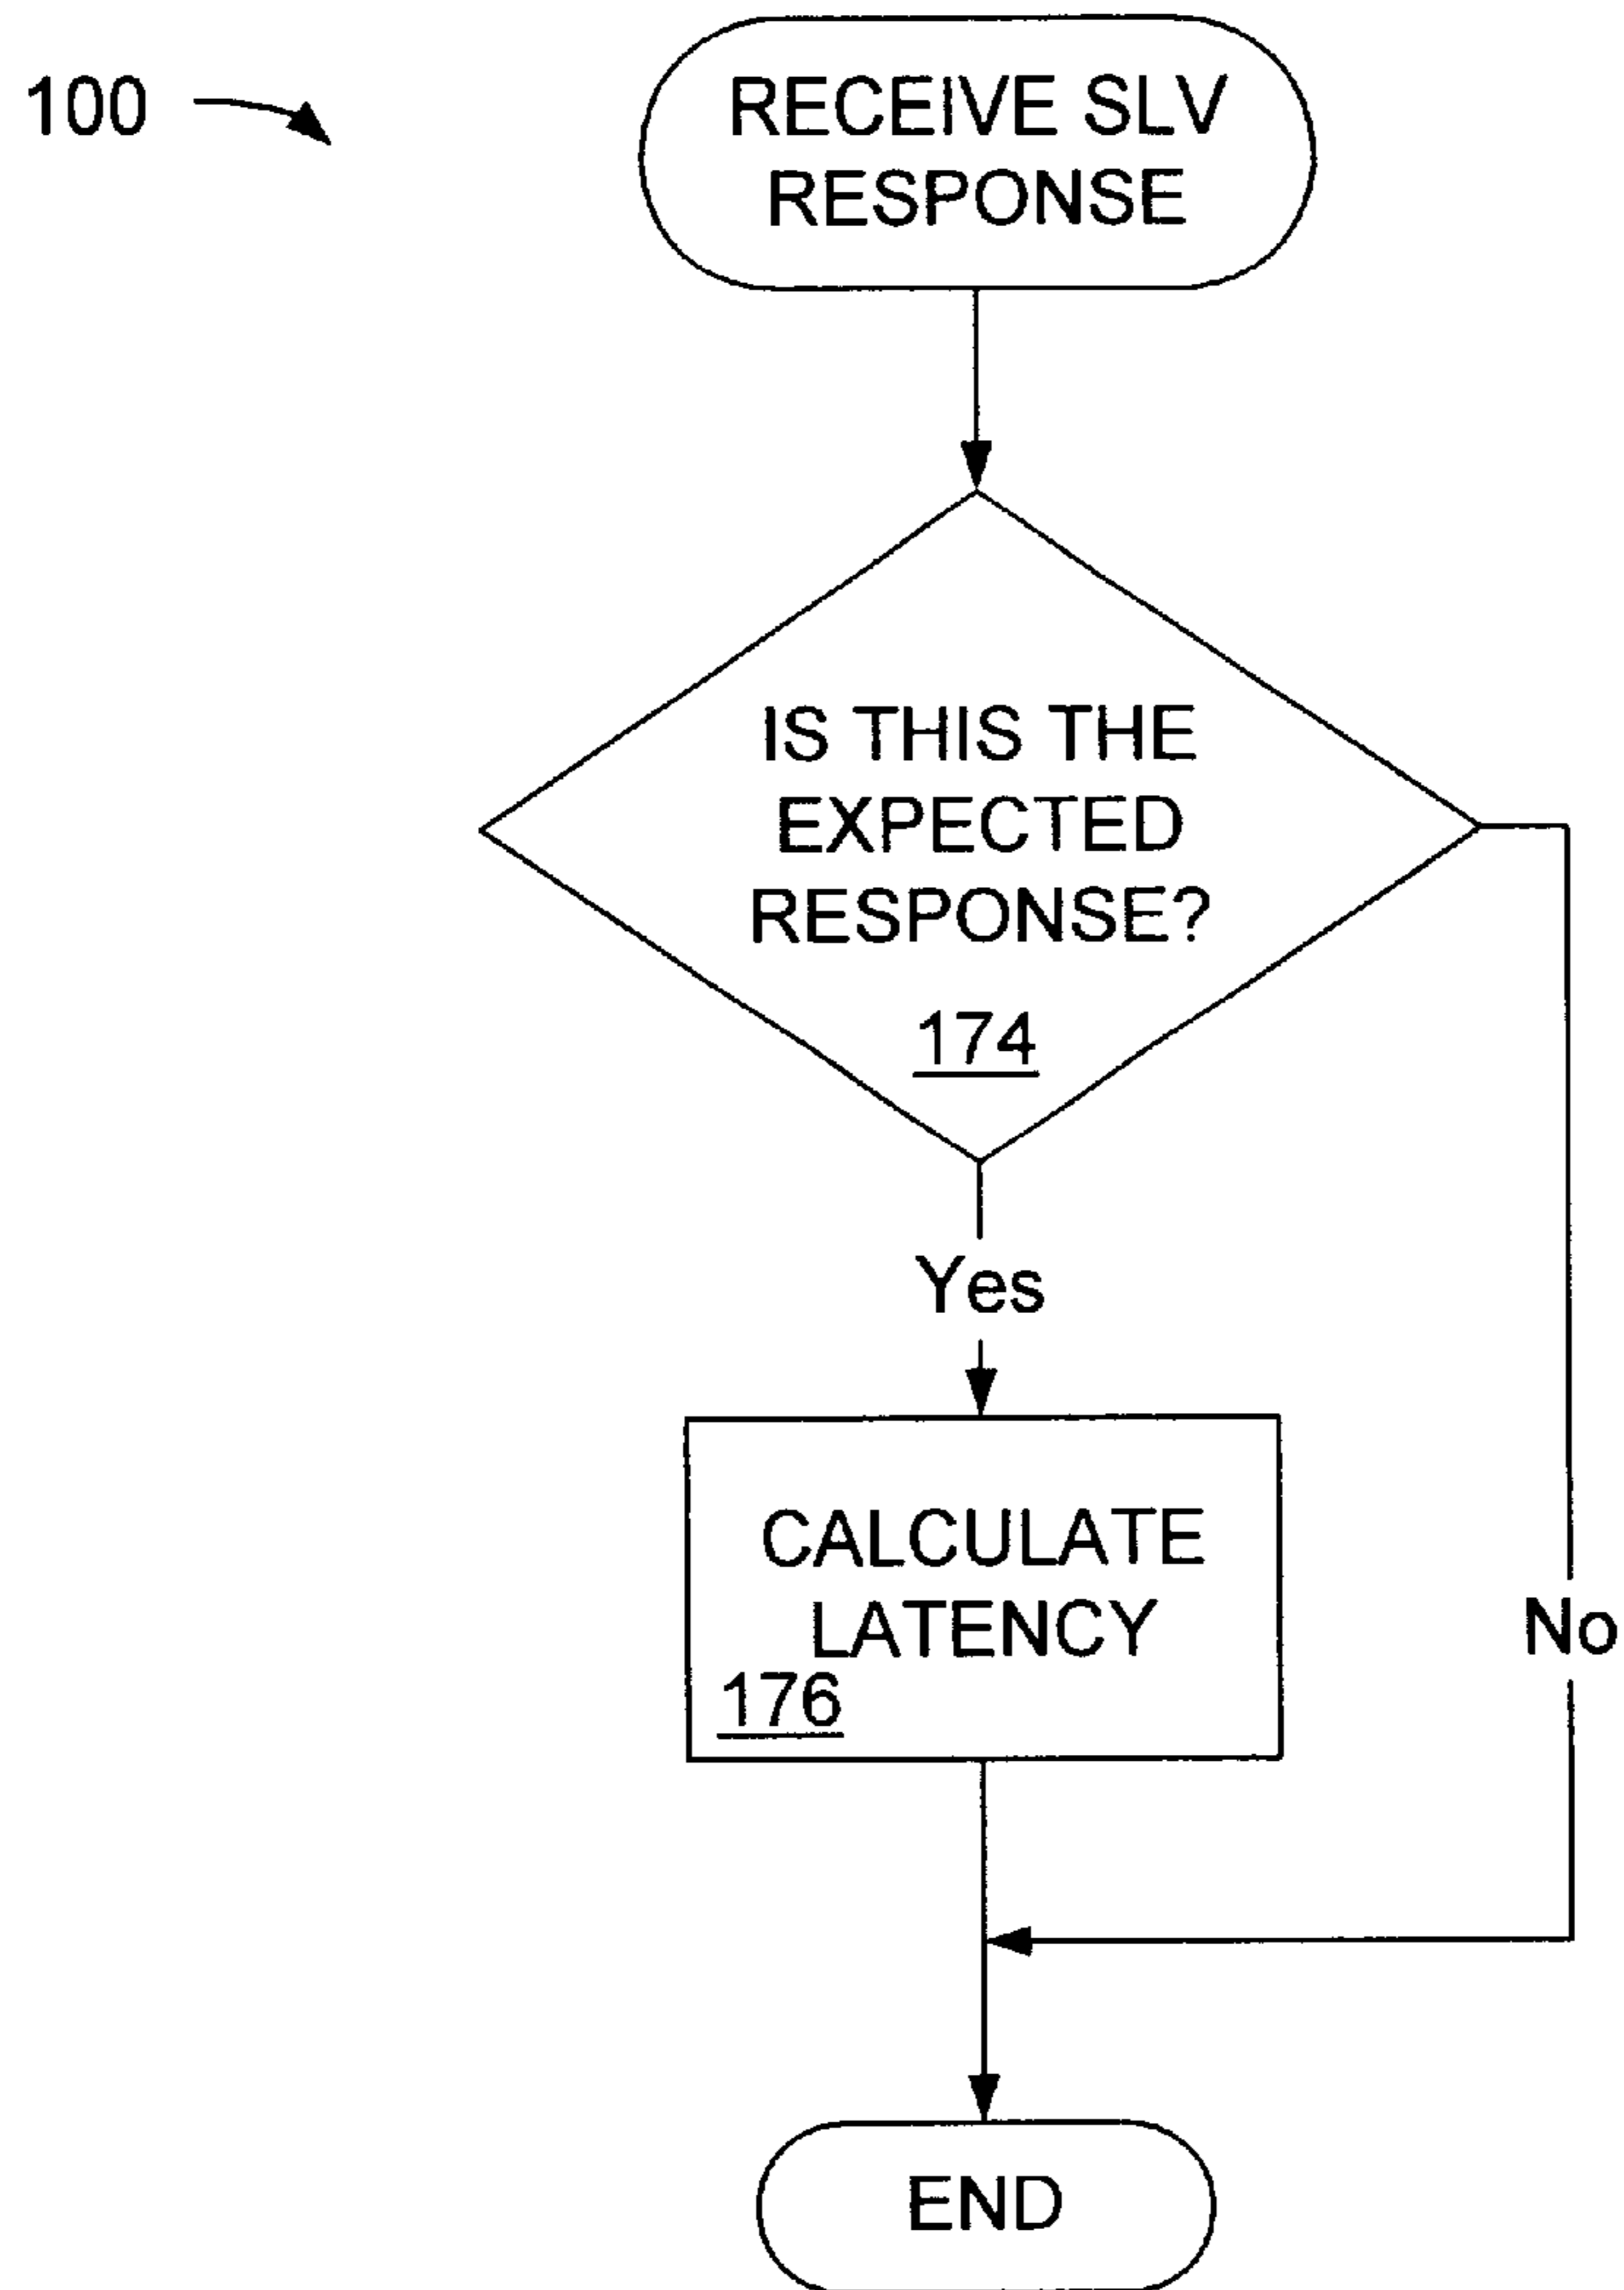 100
RECEIVE SLV
RESPONSE
IS THIS THE
EXPECTED
RESPONSE?
174
Yes
CALCULATE
LATENCY
176
No
END